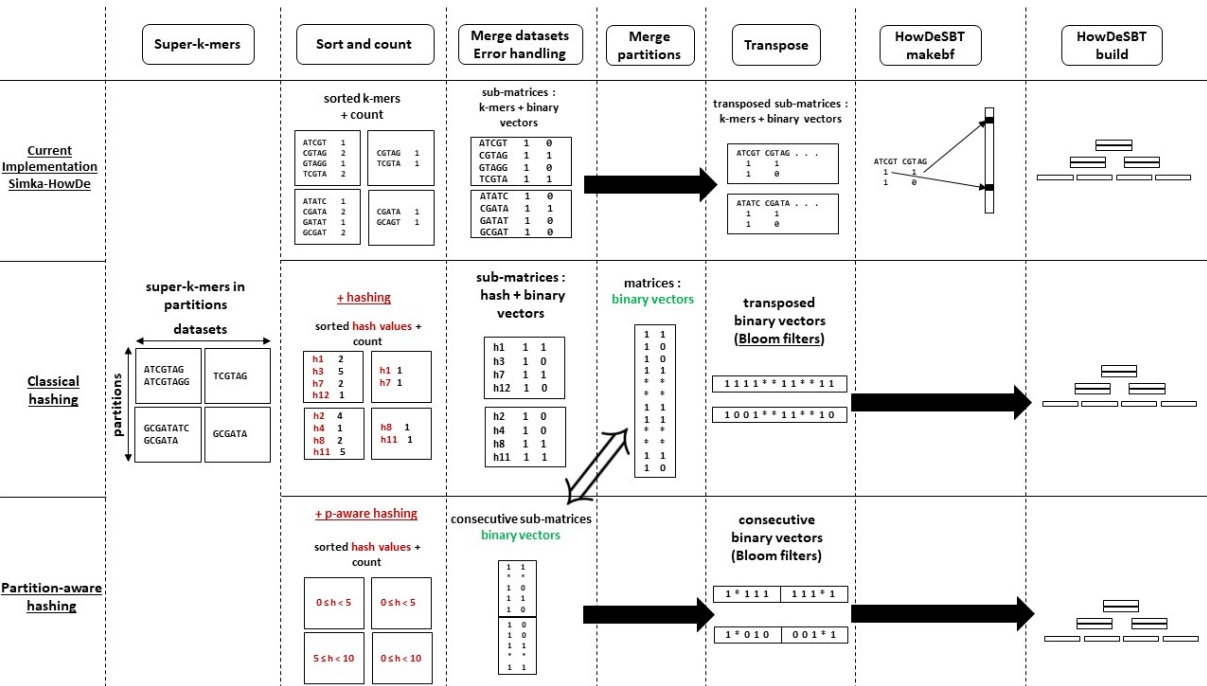 Super-k-mers
Sort and count
Merge datasets
Error handling
Merge
partitions
Transpose
HowDeSBT
makebf
HowDeSBT
build
Current
Implementation
Simka-HowDe
sorted k-mers
+ count
ATCGT 1
CGTAG 2
GTAGG 1
TCGTA 2
CGTAG 1
TCGTA 1
ATATC 1
CGATA 2
GATAT 1
GCGAT 2
CGATA 1
GCAGT 1
sub-matrices :
k-mers + binary
vectors
ATCGT 1 0
CGTAG 1 1
GTAGG 1 0
TCGTA 1 1
ATATC 1 0
CGATA 1 1
GATAT 1 0
GCGAT 1 0
transposed sub-matrices :
k-mers + binary vectors
ATCGT CGTAG . . .
1 1
1 0
ATATC CGATA . . .
1 1
1 0
ATCGT CGTAG
1 1
1 0
Classical
hashing
super-k-mers in
partitions
datasets
partitions
ATCGTAG
ATCGTAGG
TCGTAG
GCGATATC
GCGATA
GCGATA
+ hashing
sorted hash values +
count
h1 2
h3 5
h7 2
h12 1
h1 1
h7 1
h2 4
h4 1
h8 2
h11 5
h8 1
h11 1
sub-matrices :
hash + binary
vectors
h1 1 1
h3 1 0
h7 1 1
h12 1 0
h2 1 0
h4 1 0
h8 1 1
h11 1 1
matrices :
binary vectors
1 1
1 0
1 0
1 1
* *
* *
1 1
1 1
* *
* *
1 1
1 0
transposed
binary vectors
(Bloom filters)
1 1 1 1 * * 1 1 * * 1 1
1 0 0 1 * * 1 1 * * 1 0
Partition-aware
hashing
+ p-aware hashing
sorted hash values +
count
0 ≤ h < 5
0 ≤ h < 5
5 ≤ h < 10
0 ≤ h < 10
consecutive sub-matrices
binary vectors
1 1
* *
1 0
1 1
1 0
1 0
1 0
1 1
* *
1 1
consecutive
binary vectors
(Bloom filters)
1 * 1 1 1 1 1 1 * 1
1 * 0 1 0 0 0 1 * 1